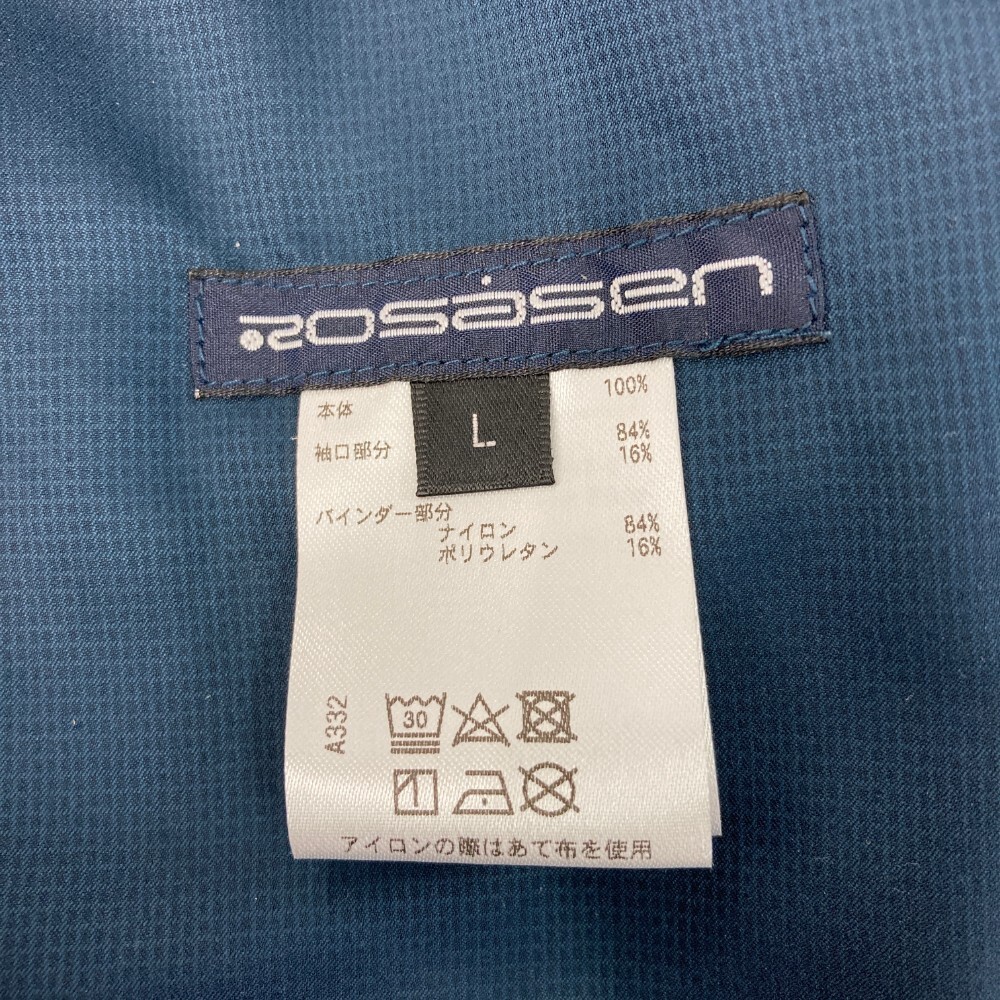 rosasen
L
本体 100%
袖口部分 84%
16%
バインダー部分
ナイロン 84%
ポリウレタン 16%
A332
30
アイロンの際はあて布を使用